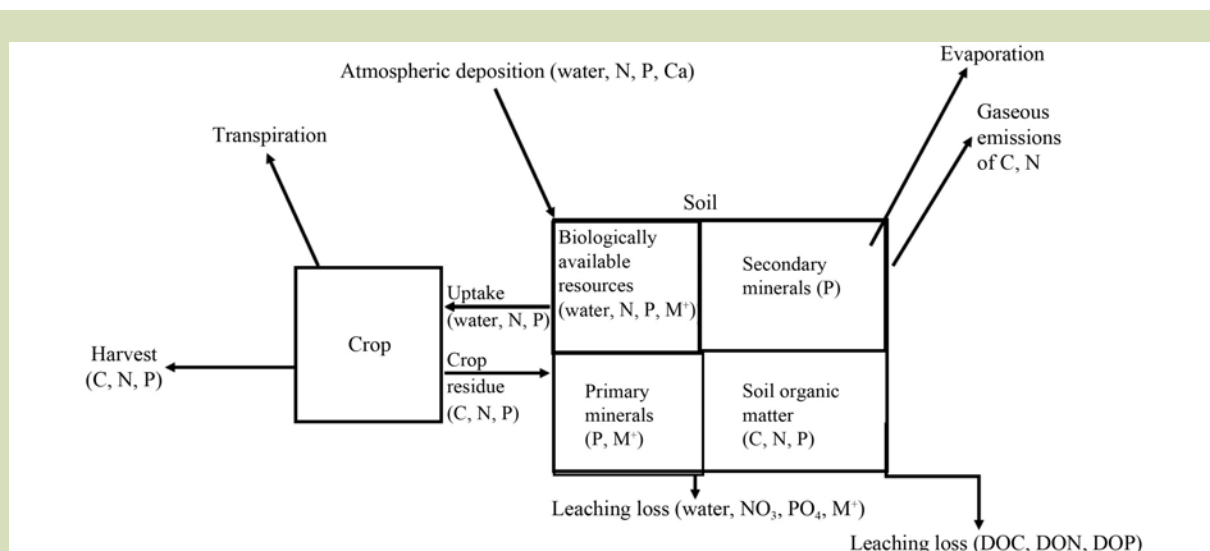 Evaporation
Atmospheric deposition (water, N, P, Ca)
Gaseous
emissions
of C, N
Transpiration
Soil
Biologically
available
resources
(water, N, P, M⁺)
Secondary
minerals (P)
Uptake
(water, N, P)
Crop
Harvest
(C, N, P)
Crop
residue
(C, N, P)
Primary
minerals
(P, M⁺)
Soil organic
matter
(C, N, P)
Leaching loss (water, NO₃, PO₄, M⁺)
Leaching loss (DOC, DON, DOP)